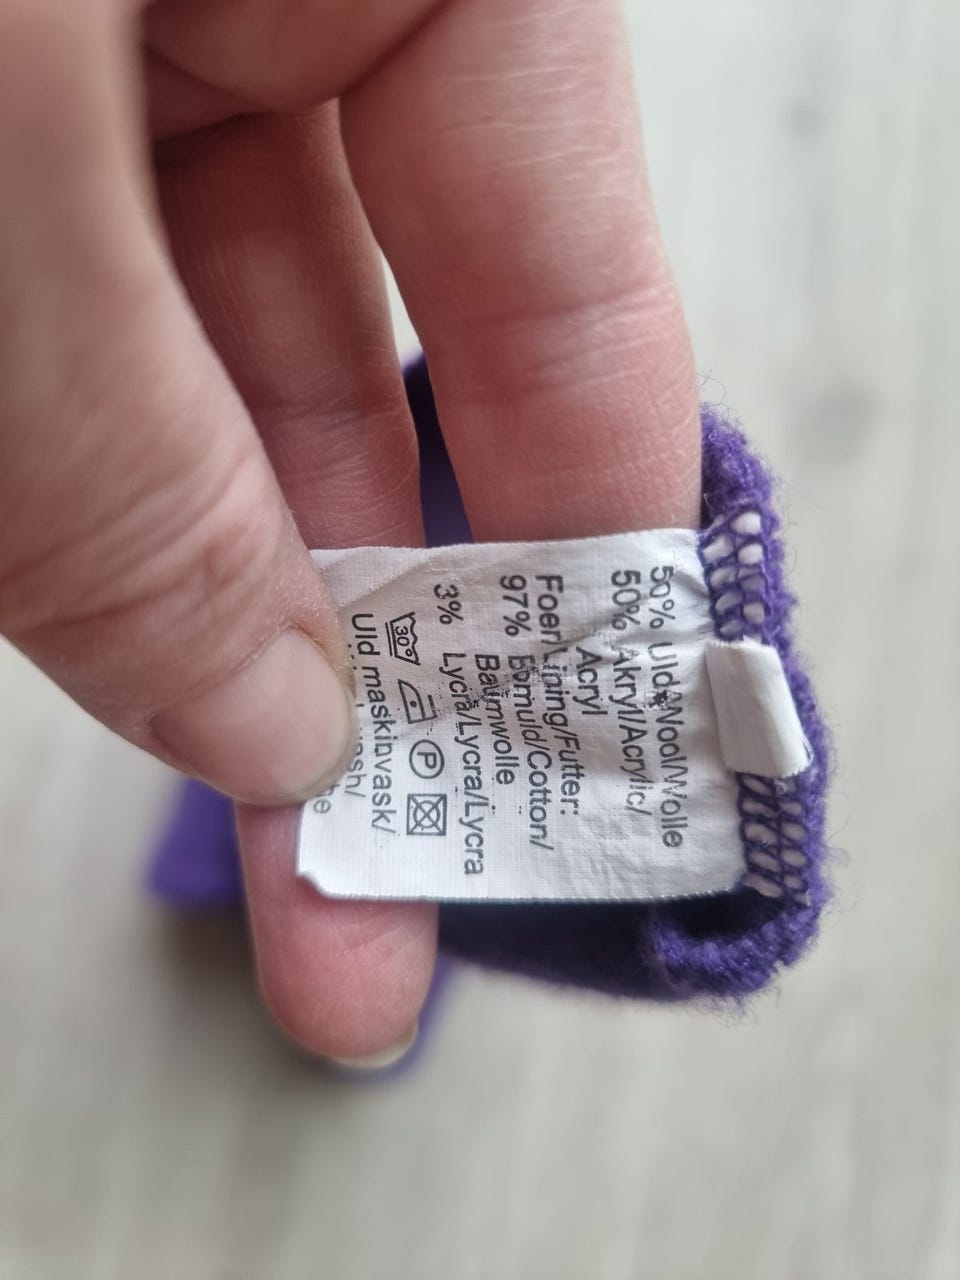 50% Uld/Wool/Wolle
50% Akryl/Acrylic/
Acryl
Foer/Lining/Futter:
97% Bomuld/Cotton/
Baumwolle
3% Lycra/Lycra/Lycra
30° P
Uld maskinvask/